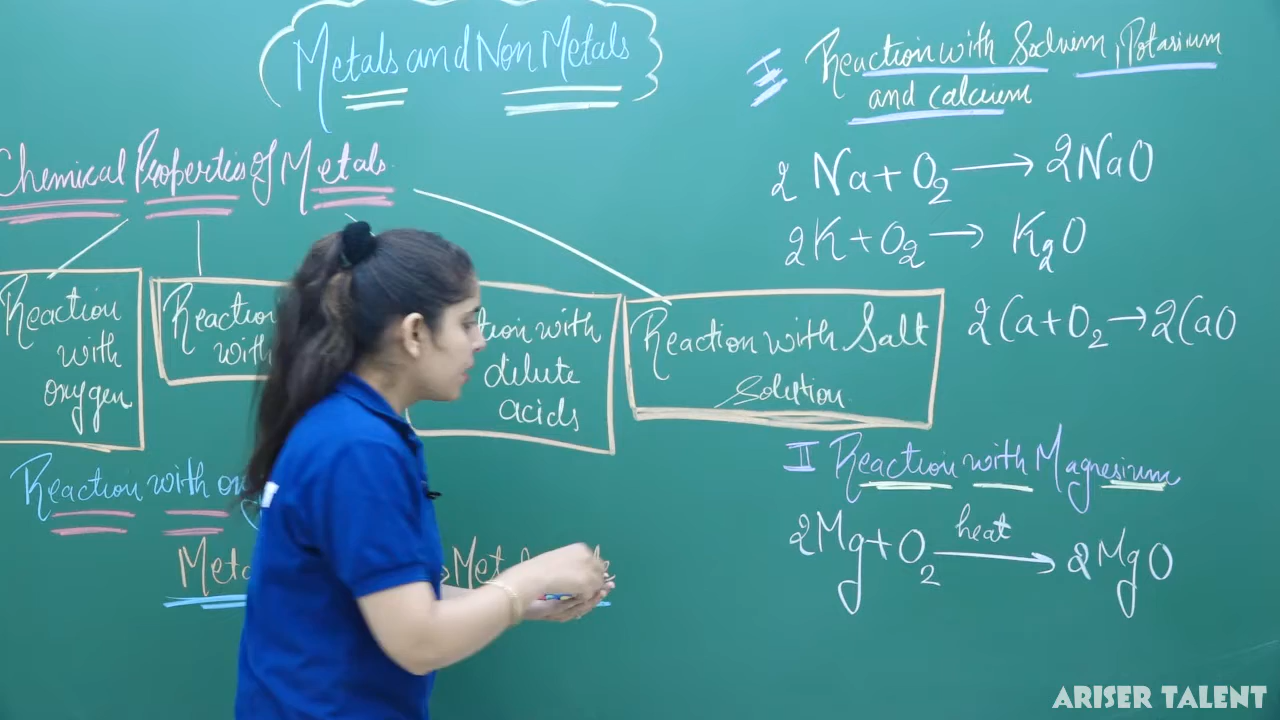 Metals and Non Metals
Chemical Properties of Metals
Reaction
with
oxygen
Reaction
with
with
dilute
acids
Reaction with Salt
solution
Reaction with
I Reaction with Sodium, Potasium
and calcium
2Na + O2 → 2NaO
2K + O2 → K2O
2Ca + O2 → 2CaO
II Reaction with Magnesium
2Mg + O2 heat → 2MgO
ARISER TALENT